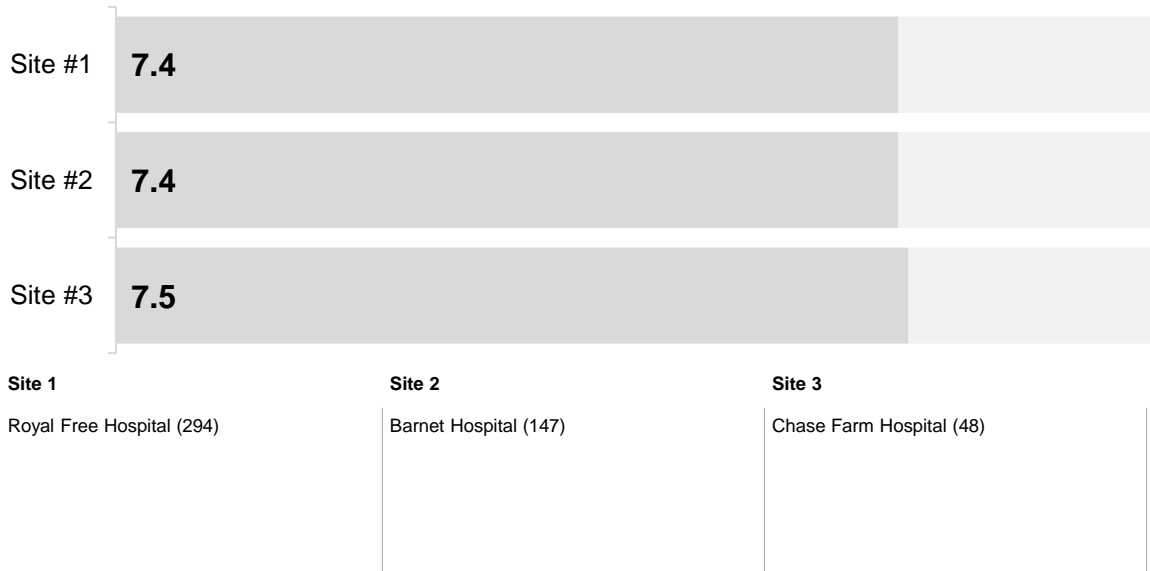 Site #1 7.4
Site #2 7.4
Site #3 7.5
Site 1 Site 2 Site 3
Royal Free Hospital (294) Barnet Hospital (147) Chase Farm Hospital (48)